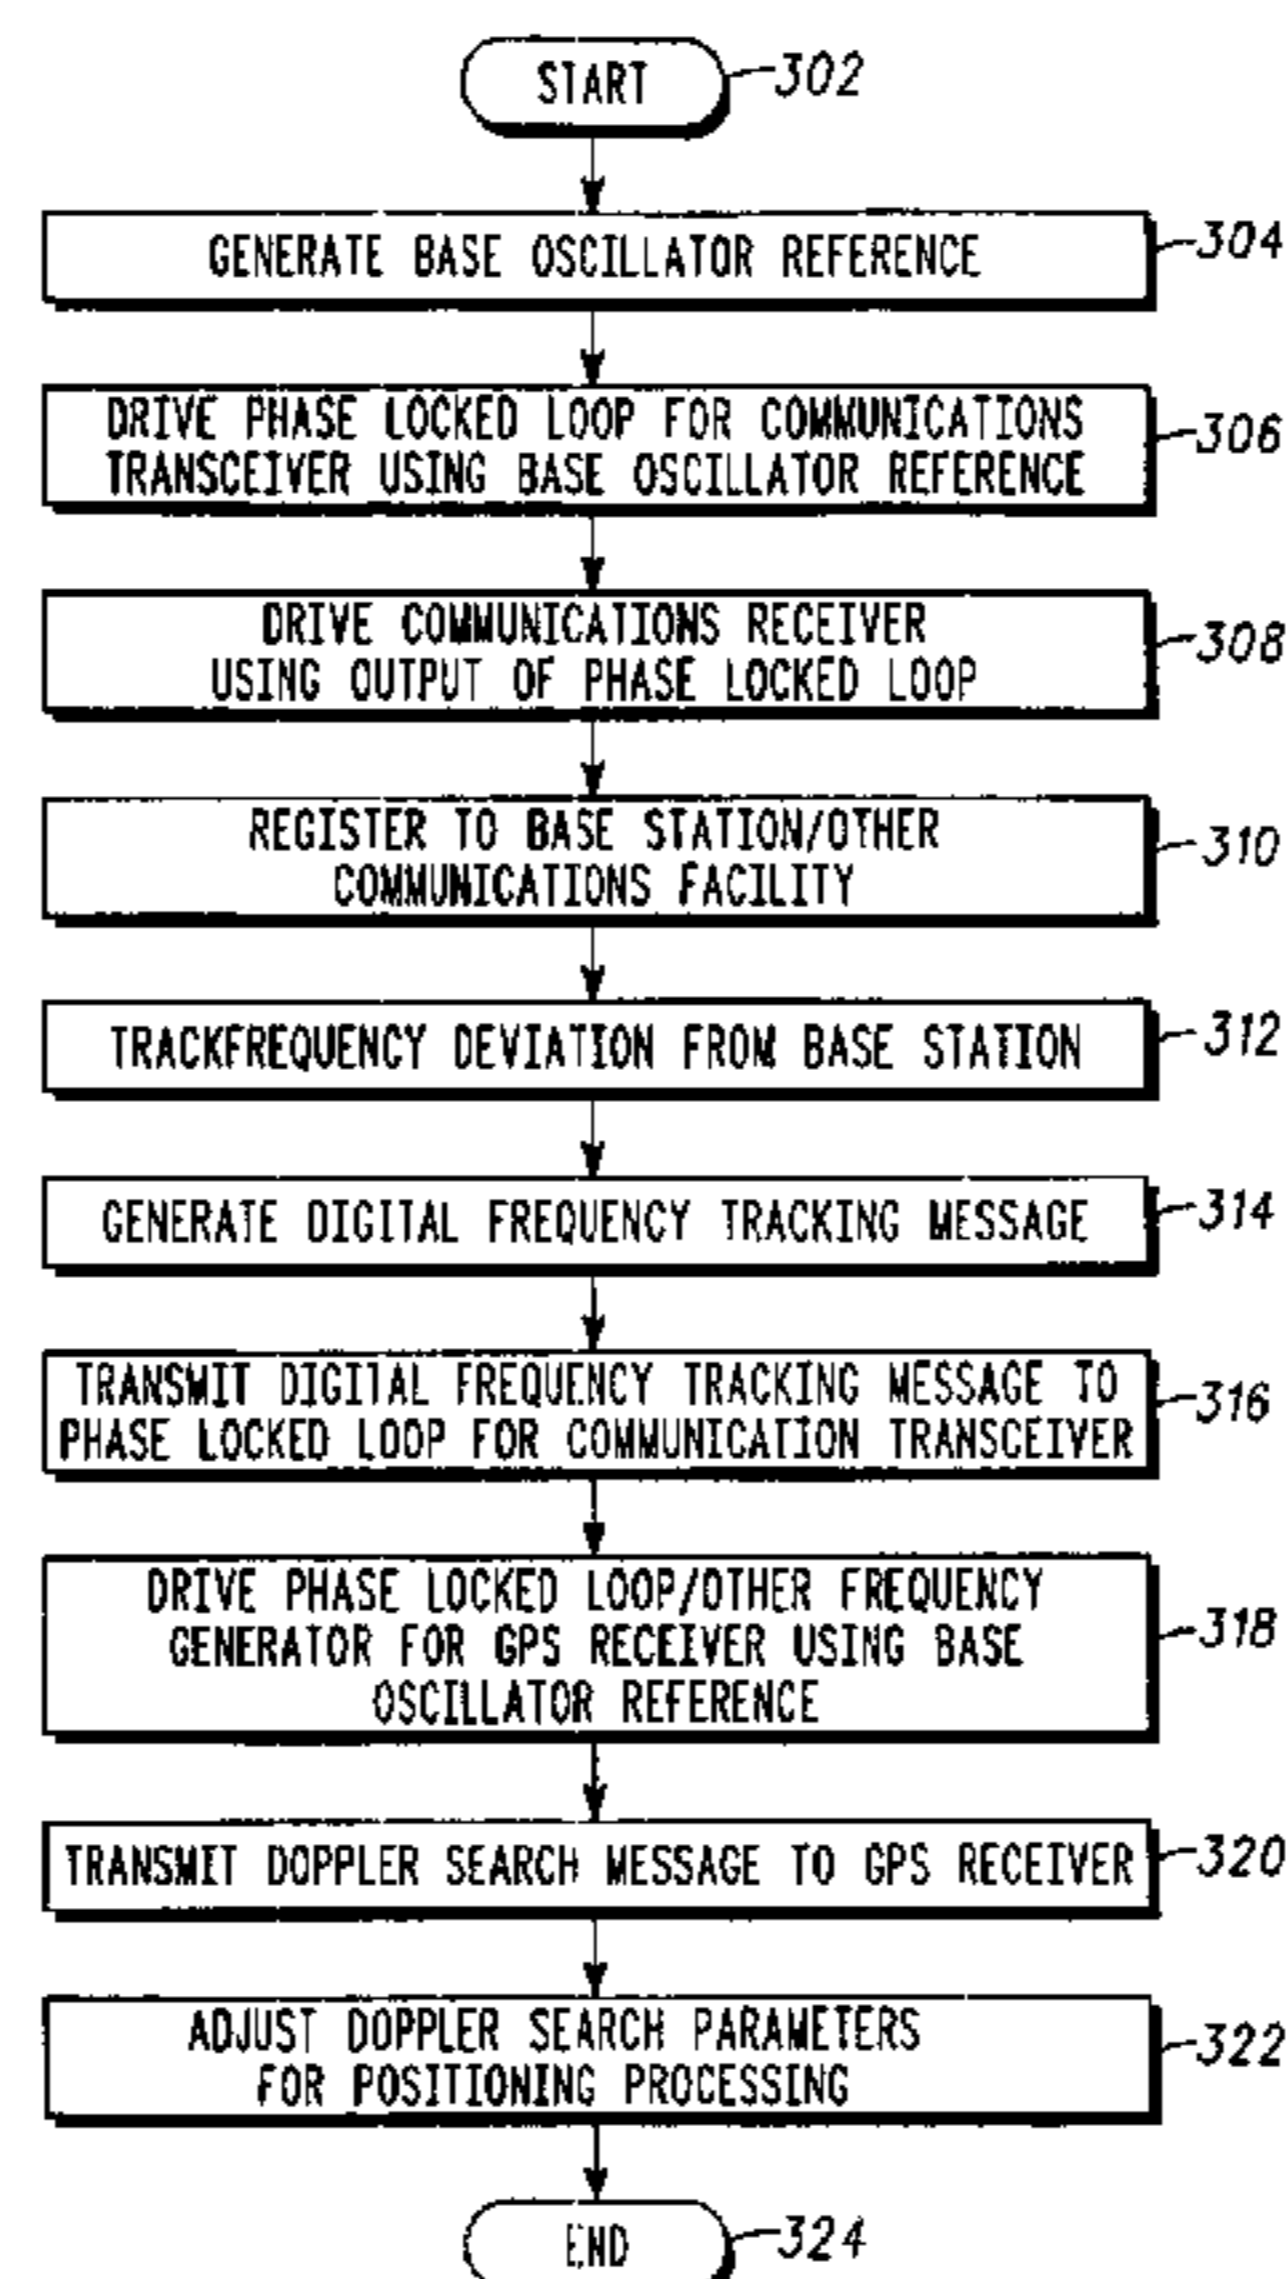 START
302
GENERATE BASE OSCILLATOR REFERENCE
304
DRIVE PHASE LOCKED LOOP FOR COMMUNICATIONS
TRANSCEIVER USING BASE OSCILLATOR REFERENCE
306
DRIVE COMMUNICATIONS RECEIVER
USING OUTPUT OF PHASE LOCKED LOOP
308
REGISTER TO BASE STATION/OTHER
COMMUNICATIONS FACILITY
310
TRACKFREQUENCY DEVIATION FROM BASE STATION
312
GENERATE DIGITAL FREQUENCY TRACKING MESSAGE
314
TRANSMIT DIGITAL FREQUENCY TRACKING MESSAGE TO
PHASE LOCKED LOOP FOR COMMUNICATION TRANSCEIVER
316
DRIVE PHASE LOCKED LOOP/OTHER FREQUENCY
GENERATOR FOR GPS RECEIVER USING BASE
OSCILLATOR REFERENCE
318
TRANSMIT DOPPLER SEARCH MESSAGE TO GPS RECEIVER
320
ADJUST DOPPLER SEARCH PARAMETERS
FOR POSITIONING PROCESSING
322
END
324